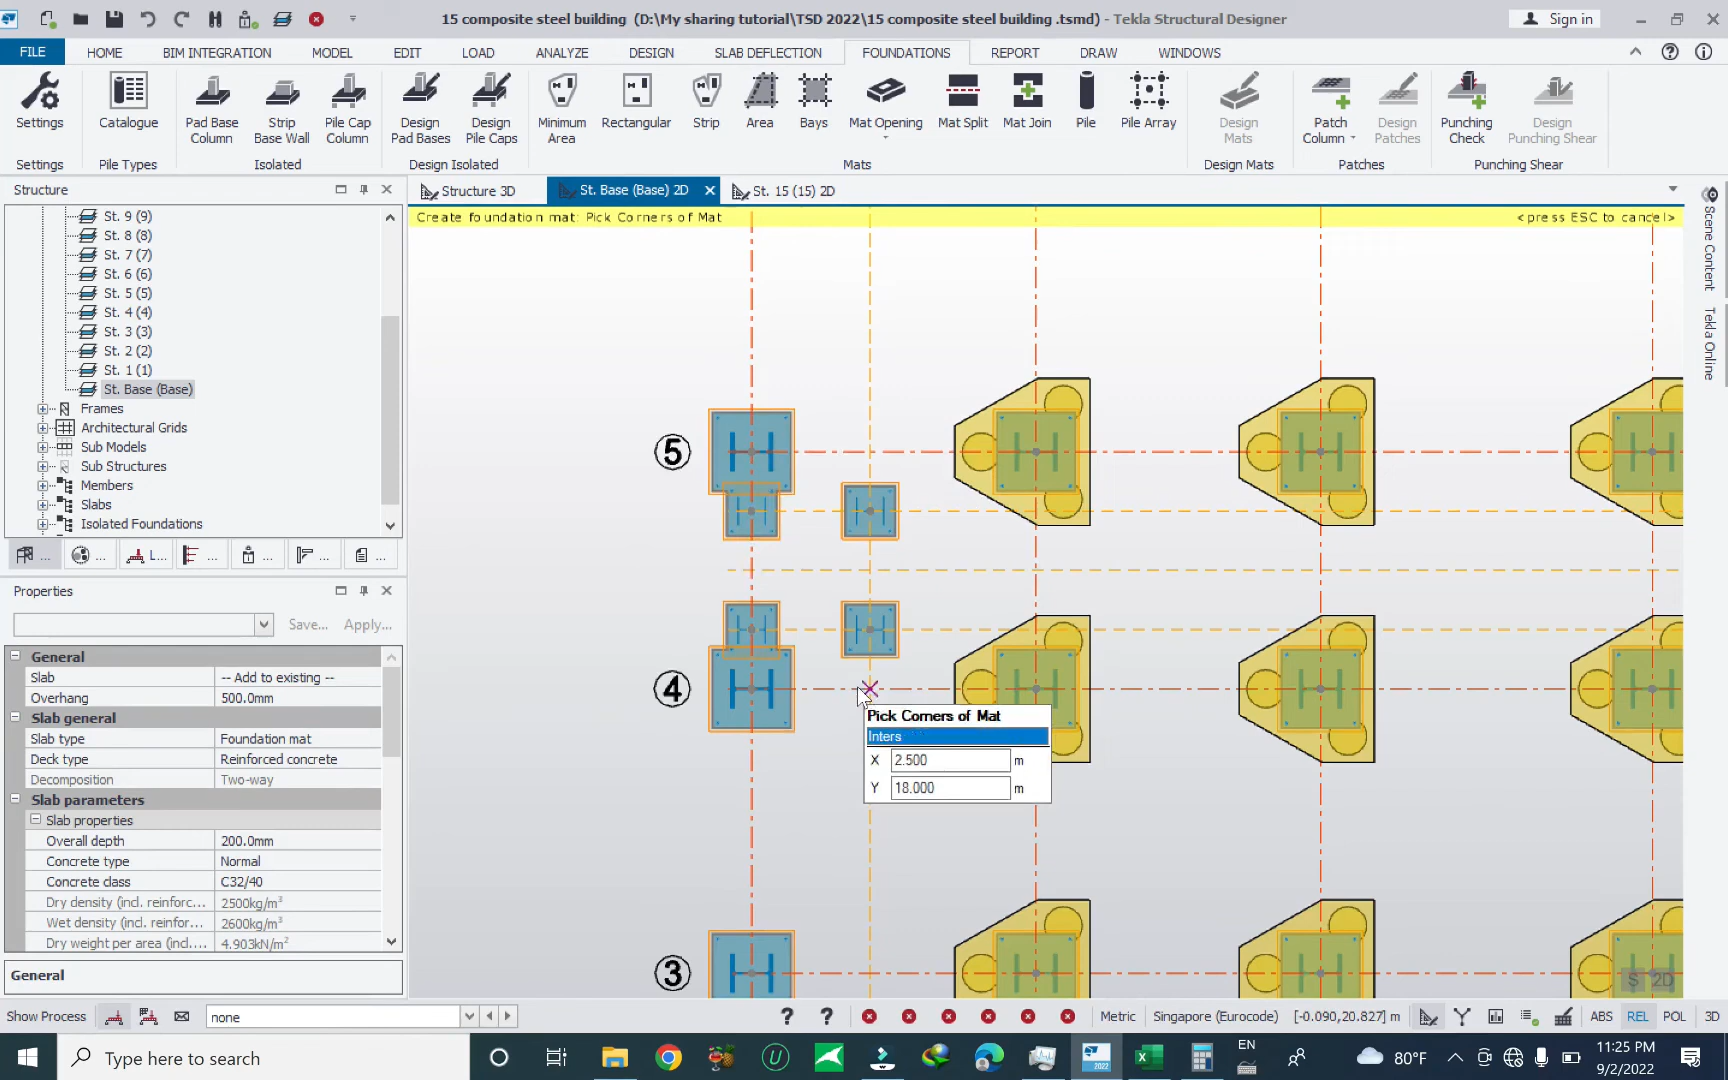 15 composite steel building (D:\My sharing tutorial\TSD 2022\15 composite steel building .tsmd) - Tekla Structural Designer
Sign in
FILE HOME BIM INTEGRATION MODEL EDIT LOAD ANALYZE DESIGN SLAB DEFLECTION FOUNDATIONS REPORT DRAW WINDOWS
Settings
Catalogue
Pad Base Column
Strip Base Wall
Pile Cap Column
Design Pad Bases
Design Pile Caps
Minimum Area
Rectangular
Strip
Area
Bays
Mat Opening
Mat Split
Mat Join
Pile
Pile Array
Design Mats
Patch Column
Design Patches
Punching Check
Design Punching Shear
Settings Pile Types Isolated Design Isolated Mats Design Mats Patches Punching Shear
Structure
St. 9 (9)
St. 8 (8)
St. 7 (7)
St. 6 (6)
St. 5 (5)
St. 4 (4)
St. 3 (3)
St. 2 (2)
St. 1 (1)
St. Base (Base)
Frames
Architectural Grids
Sub Models
Sub Structures
Members
Slabs
Isolated Foundations
... ... L... ... ... ... ...
Structure 3D
St. Base (Base) 2D
St. 15 (15) 2D
Create foundation mat: Pick Corners of Mat
<press ESC to cancel>
5
4
3
Pick Corners of Mat
Inters
X 2.500 m
Y 18.000 m
S 2D
Scene Content
Tekla Online
Properties
Save... Apply...
General
Slab -- Add to existing --
Overhang 500.0mm
Slab general
Slab type Foundation mat
Deck type Reinforced concrete
Decomposition Two-way
Slab parameters
Slab properties
Overall depth 200.0mm
Concrete type Normal
Concrete class C32/40
Dry density (incl. reinforc... 2500kg/m³
Wet density (incl. reinfor... 2600kg/m³
Dry weight per area (incl.... 4.903kN/m²
General
Show Process none
? ? Metric Singapore (Eurocode) [-0.090,20.827] m ABS REL POL 3D
Type here to search
2022
EN
80°F
11:25 PM
9/2/2022